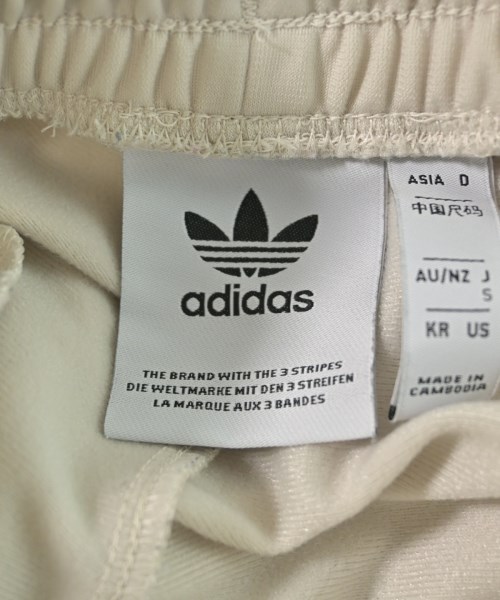 adidas
THE BRAND WITH THE 3 STRIPES
DIE WELTMARKE MIT DEN 3 STREIFEN
LA MARQUE AUX 3 BANDES
ASIA D
中国尺码
AU/NZ J
S
KR US
MADE IN
CAMBODIA